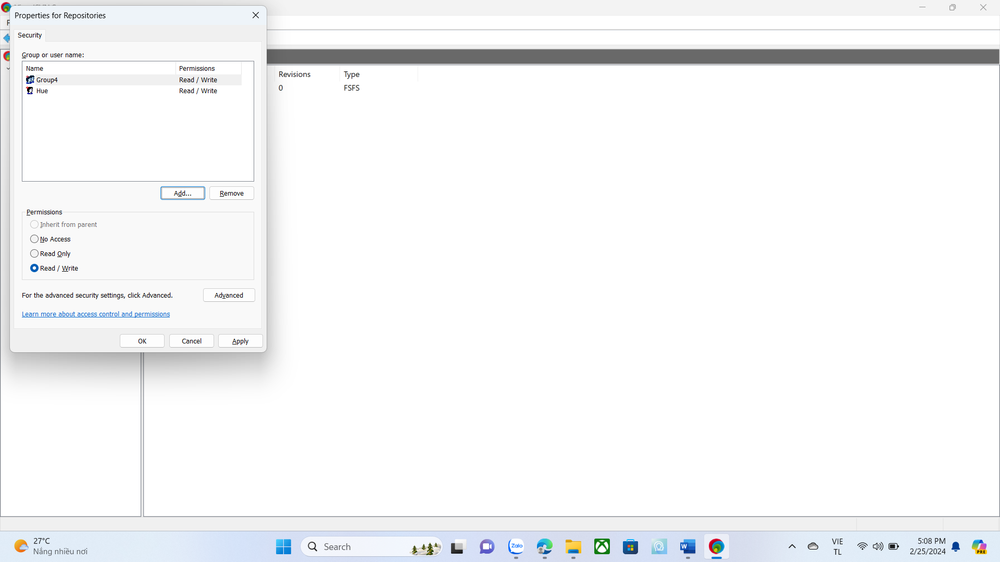 Properties for Repositories
Security
Group or user name:
Name Permissions
Group4 Read / Write
Hue Read / Write
Add... Remove
Permissions
Inherit from parent
No Access
Read Only
Read / Write
For the advanced security settings, click Advanced. Advanced
Learn more about access control and permissions
OK Cancel Apply
Revisions Type
0 FSFS
27°C
Nắng nhiều nơi
Search
Zalo
W
VIE
TL
5:08 PM
2/25/2024
PRE